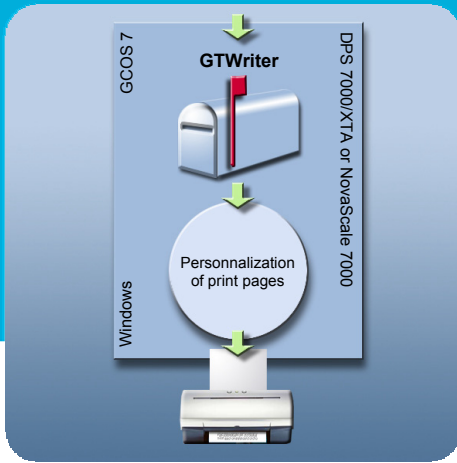 GCOS 7
GTWriter
DPS 7000/XTA or NovaScale 7000
Personnalization
of print pages
Windows